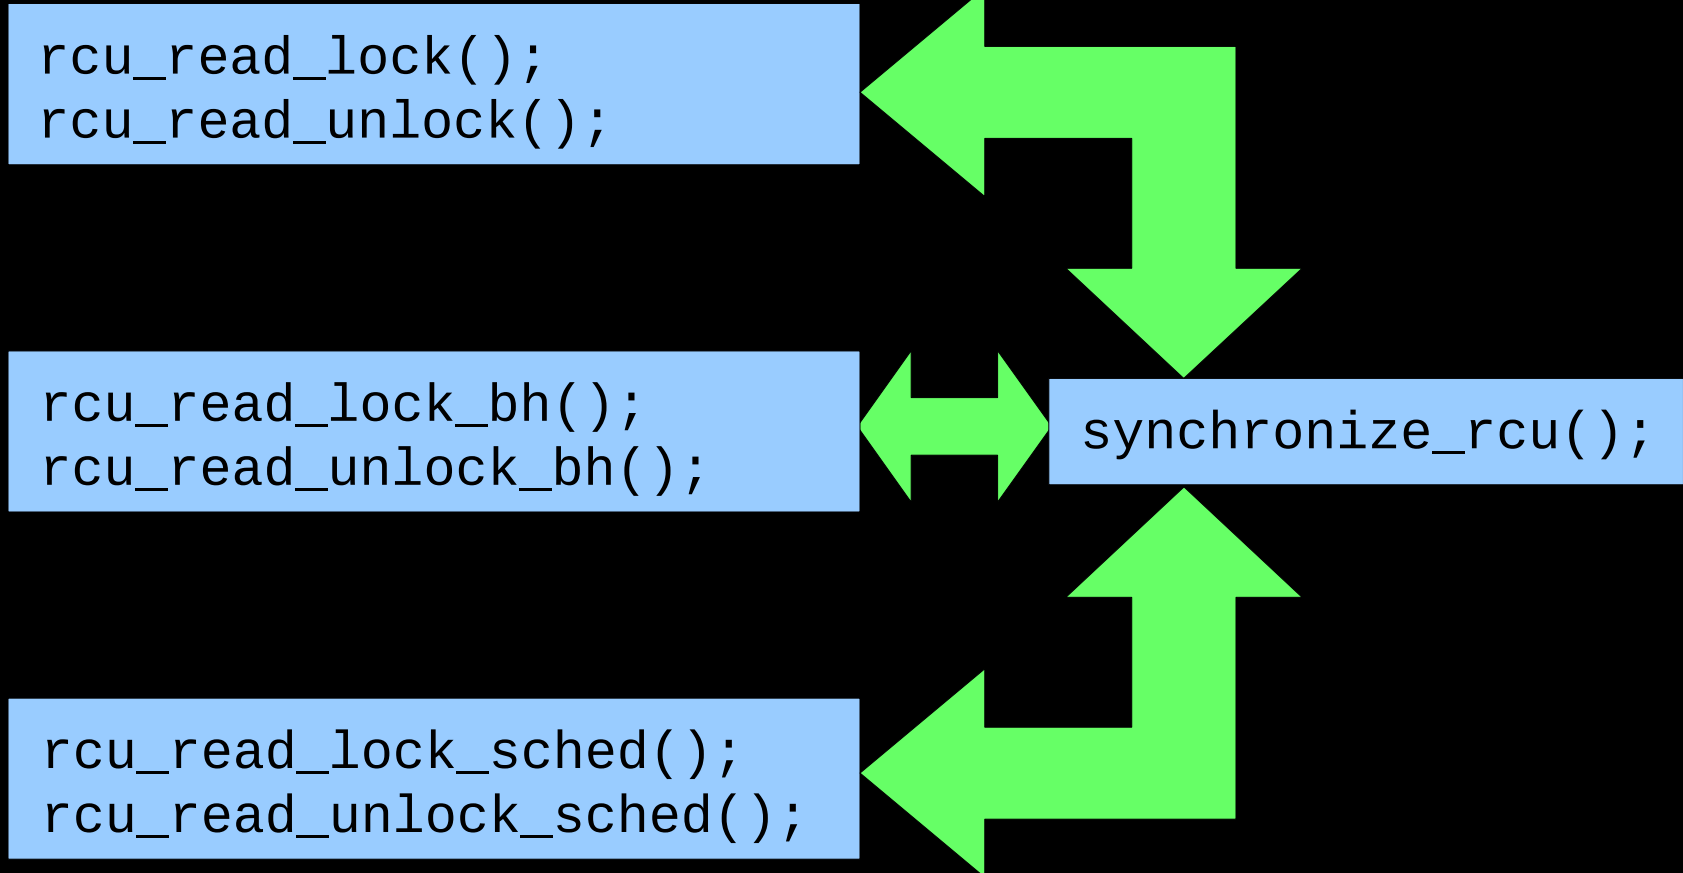 rcu_read_lock();
rcu_read_unlock();
rcu_read_lock_bh();
rcu_read_unlock_bh();
synchronize_rcu();
rcu_read_lock_sched();
rcu_read_unlock_sched();